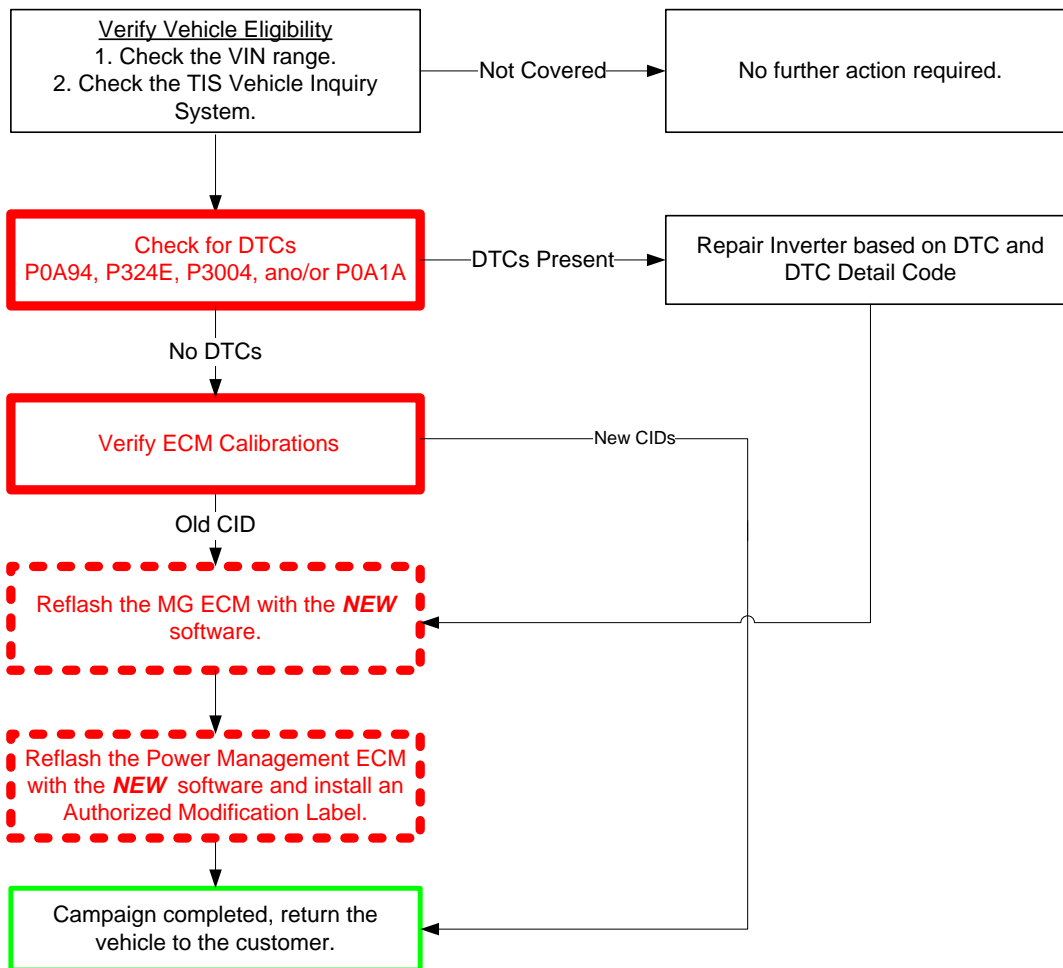 Verify Vehicle Eligibility
1. Check the VIN range.
2. Check the TIS Vehicle Inquiry
System.
Not Covered
No further action required.
Check for DTCs
P0A94, P324E, P3004, ano/or P0A1A
DTCs Present
Repair Inverter based on DTC and
DTC Detail Code
No DTCs
Verify ECM Calibrations
New CIDs
Old CID
Reflash the MG ECM with the NEW
software.
Reflash the Power Management ECM
with the NEW software and install an
Authorized Modification Label.
Campaign completed, return the
vehicle to the customer.